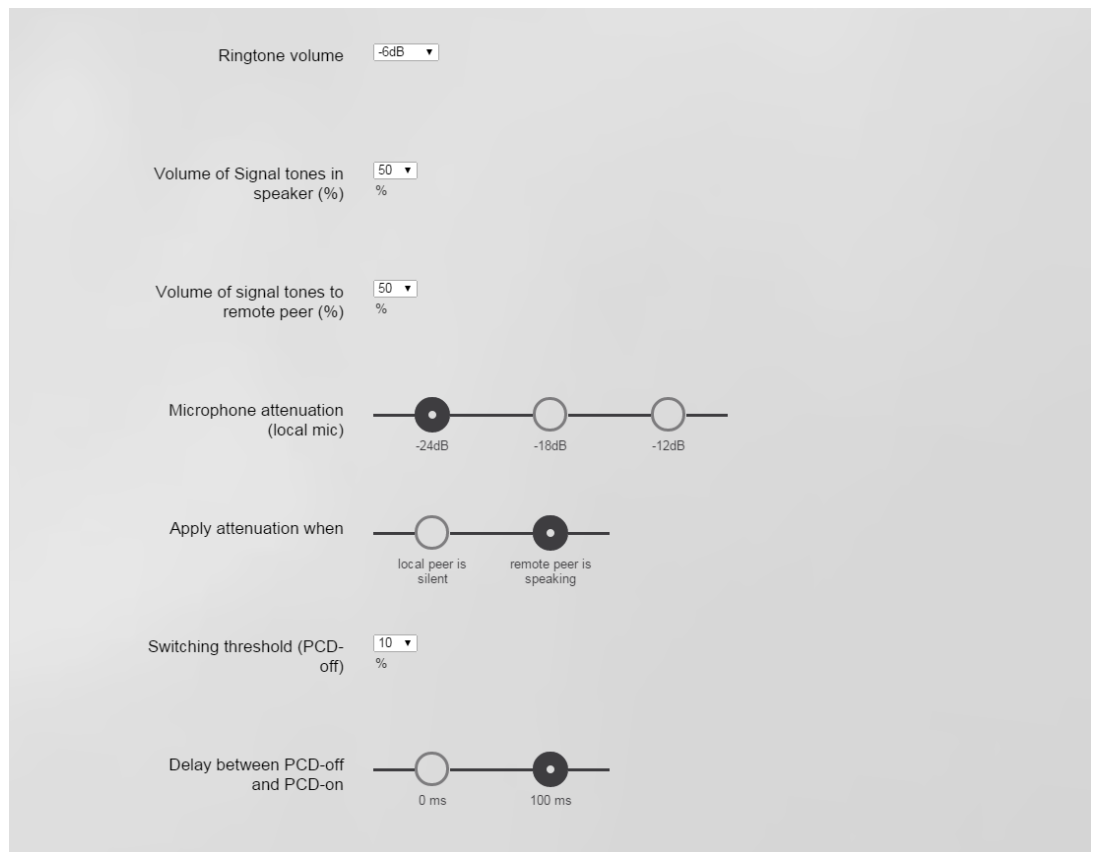 Ringtone volume
-6dB
Volume of Signal tones in
speaker (%)
50
%
Volume of signal tones to
remote peer (%)
50
%
Microphone attenuation
(local mic)
-24dB
-18dB
-12dB
Apply attenuation when
local peer is
silent
remote peer is
speaking
Switching threshold (PCD-
off)
10
%
Delay between PCD-off
and PCD-on
0 ms
100 ms